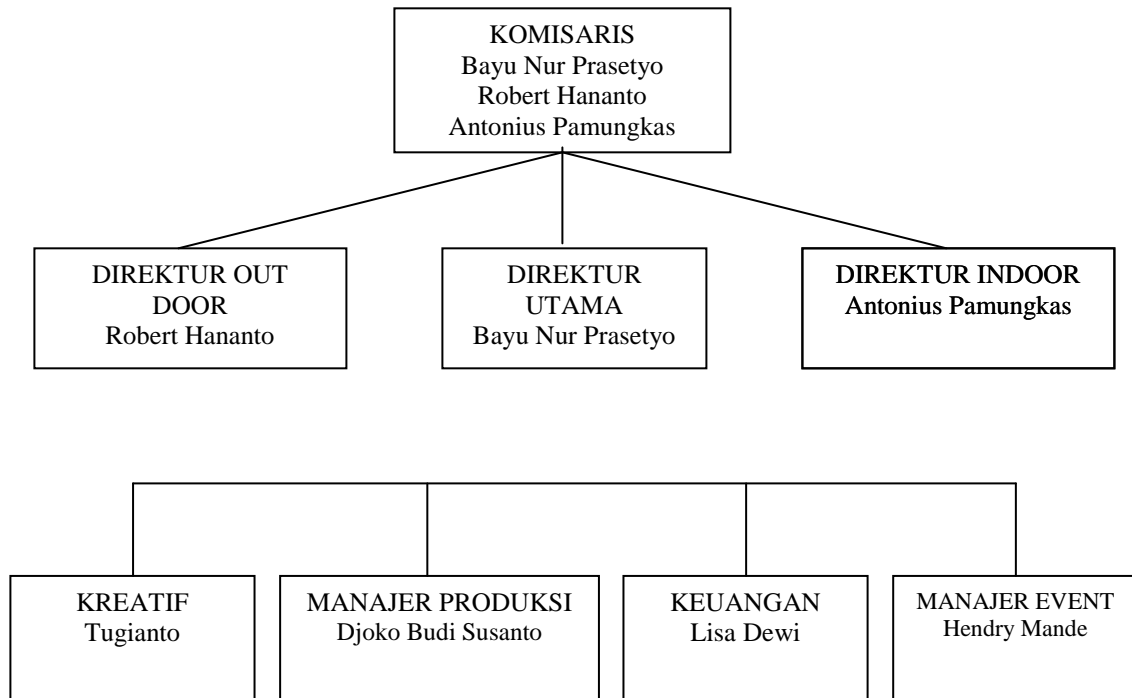 KOMISARIS
Bayu Nur Prasetyo
Robert Hananto
Antonius Pamungkas
DIREKTUR OUT
DOOR
Robert Hananto
DIREKTUR
UTAMA
Bayu Nur Prasetyo
DIREKTUR INDOOR
Antonius Pamungkas
KREATIF
Tugianto
MANAJER PRODUKSI
Djoko Budi Susanto
KEUANGAN
Lisa Dewi
MANAJER EVENT
Hendry Mande